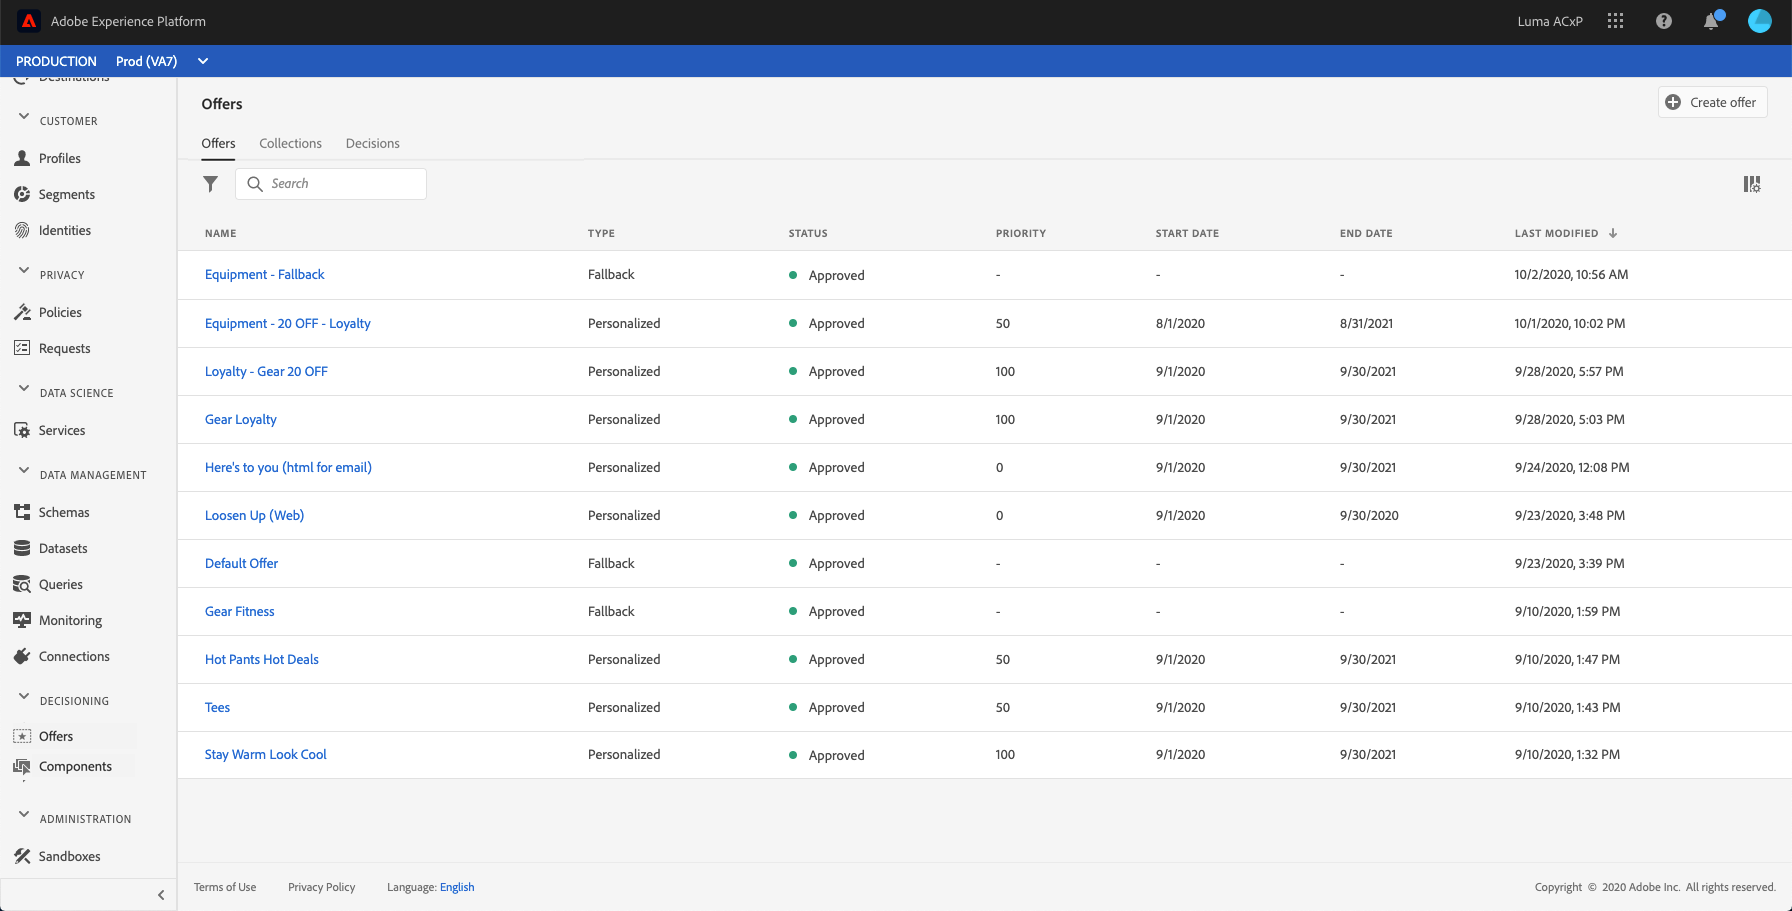 Adobe Experience Platform
Luma ACxP
PRODUCTION Prod (VA7)
Destinations
CUSTOMER
Profiles
Segments
Identities
PRIVACY
Policies
Requests
DATA SCIENCE
Services
DATA MANAGEMENT
Schemas
Datasets
Queries
Monitoring
Connections
DECISIONING
Offers
Components
ADMINISTRATION
Sandboxes
Offers
Create offer
Offers Collections Decisions
Search
NAME TYPE STATUS PRIORITY START DATE END DATE LAST MODIFIED
Equipment - Fallback Fallback Approved - - - 10/2/2020, 10:56 AM
Equipment - 20 OFF - Loyalty Personalized Approved 50 8/1/2020 8/31/2021 10/1/2020, 10:02 PM
Loyalty - Gear 20 OFF Personalized Approved 100 9/1/2020 9/30/2021 9/28/2020, 5:57 PM
Gear Loyalty Personalized Approved 100 9/1/2020 9/30/2021 9/28/2020, 5:03 PM
Here's to you (html for email) Personalized Approved 0 9/1/2020 9/30/2021 9/24/2020, 12:08 PM
Loosen Up (Web) Personalized Approved 0 9/1/2020 9/30/2020 9/23/2020, 3:48 PM
Default Offer Fallback Approved - - - 9/23/2020, 3:39 PM
Gear Fitness Fallback Approved - - - 9/10/2020, 1:59 PM
Hot Pants Hot Deals Personalized Approved 50 9/1/2020 9/30/2021 9/10/2020, 1:47 PM
Tees Personalized Approved 50 9/1/2020 9/30/2021 9/10/2020, 1:43 PM
Stay Warm Look Cool Personalized Approved 100 9/1/2020 9/30/2021 9/10/2020, 1:32 PM
Terms of Use Privacy Policy Language: English
Copyright © 2020 Adobe Inc. All rights reserved.